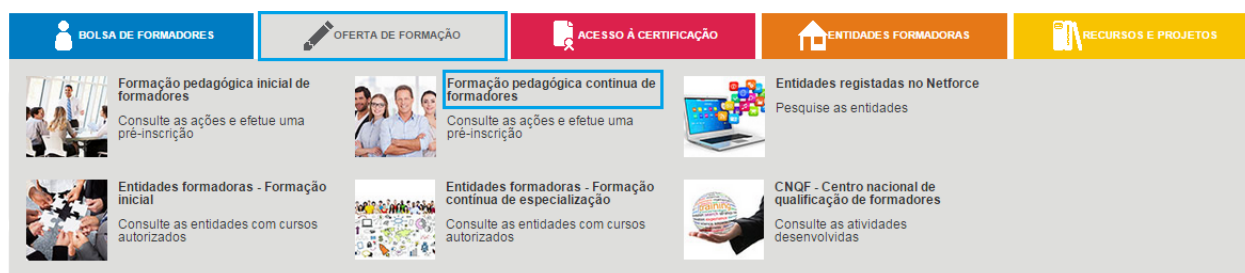 BOLSA DE FORMADORES
OFERTA DE FORMAÇÃO
ACESSO À CERTIFICAÇÃO
ENTIDADES FORMADORAS
RECURSOS E PROJETOS
Formação pedagógica inicial de
formadores
Consulte as ações e efetue uma
pré-inscrição
Formação pedagógica continua de
formadores
Consulte as ações e efetue uma
pré-inscrição
Entidades registadas no Netforce
Pesquise as entidades
Entidades formadoras - Formação
inicial
Consulte as entidades com cursos
autorizados
Entidades formadoras - Formação
contínua de especialização
Consulte as entidades com cursos
autorizados
training
CNQF - Centro nacional de
qualificação de formadores
Consulte as atividades
desenvolvidas